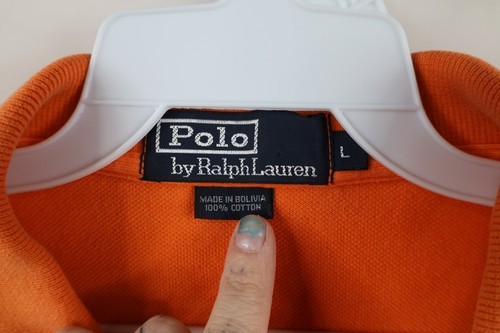 Polo
by Ralph Lauren
L
MADE IN BOLIVIA
100% COTTON